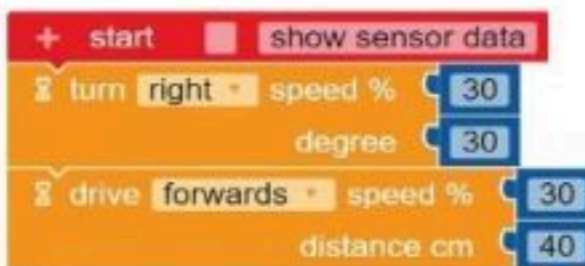 + start show sensor data
turn right speed % 30
degree 30
drive forwards speed % 30
distance cm 40